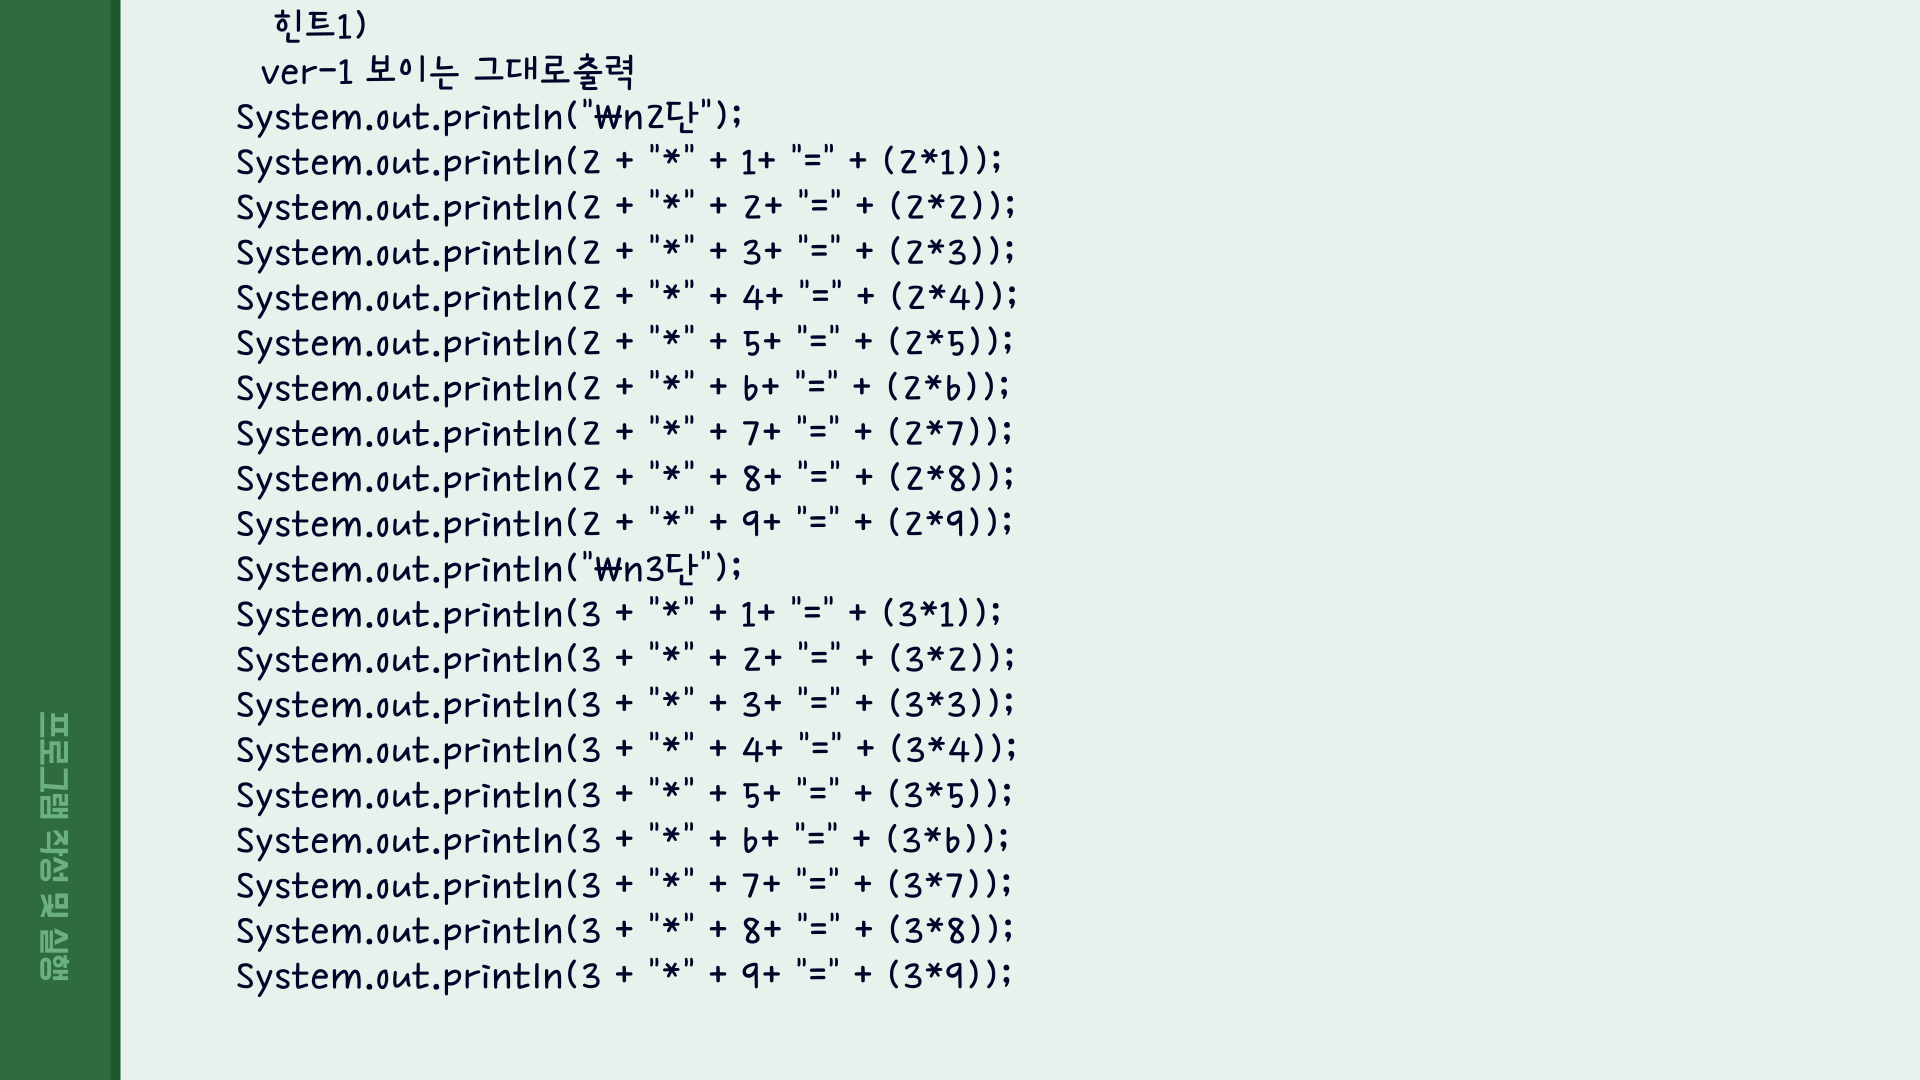 힌트1)
ver-1 보이는 그대로출력
System.out.println("₩n2단");
System.out.println(2 + "*" + 1+ "=" + (2*1));
System.out.println(2 + "*" + 2+ "=" + (2*2));
System.out.println(2 + "*" + 3+ "=" + (2*3));
System.out.println(2 + "*" + 4+ "=" + (2*4));
System.out.println(2 + "*" + 5+ "=" + (2*5));
System.out.println(2 + "*" + 6+ "=" + (2*6));
System.out.println(2 + "*" + 7+ "=" + (2*7));
System.out.println(2 + "*" + 8+ "=" + (2*8));
System.out.println(2 + "*" + 9+ "=" + (2*9));
System.out.println("₩n3단");
System.out.println(3 + "*" + 1+ "=" + (3*1));
System.out.println(3 + "*" + 2+ "=" + (3*2));
System.out.println(3 + "*" + 3+ "=" + (3*3));
System.out.println(3 + "*" + 4+ "=" + (3*4));
System.out.println(3 + "*" + 5+ "=" + (3*5));
System.out.println(3 + "*" + 6+ "=" + (3*6));
System.out.println(3 + "*" + 7+ "=" + (3*7));
System.out.println(3 + "*" + 8+ "=" + (3*8));
System.out.println(3 + "*" + 9+ "=" + (3*9));
프로그램 작성 및 실행